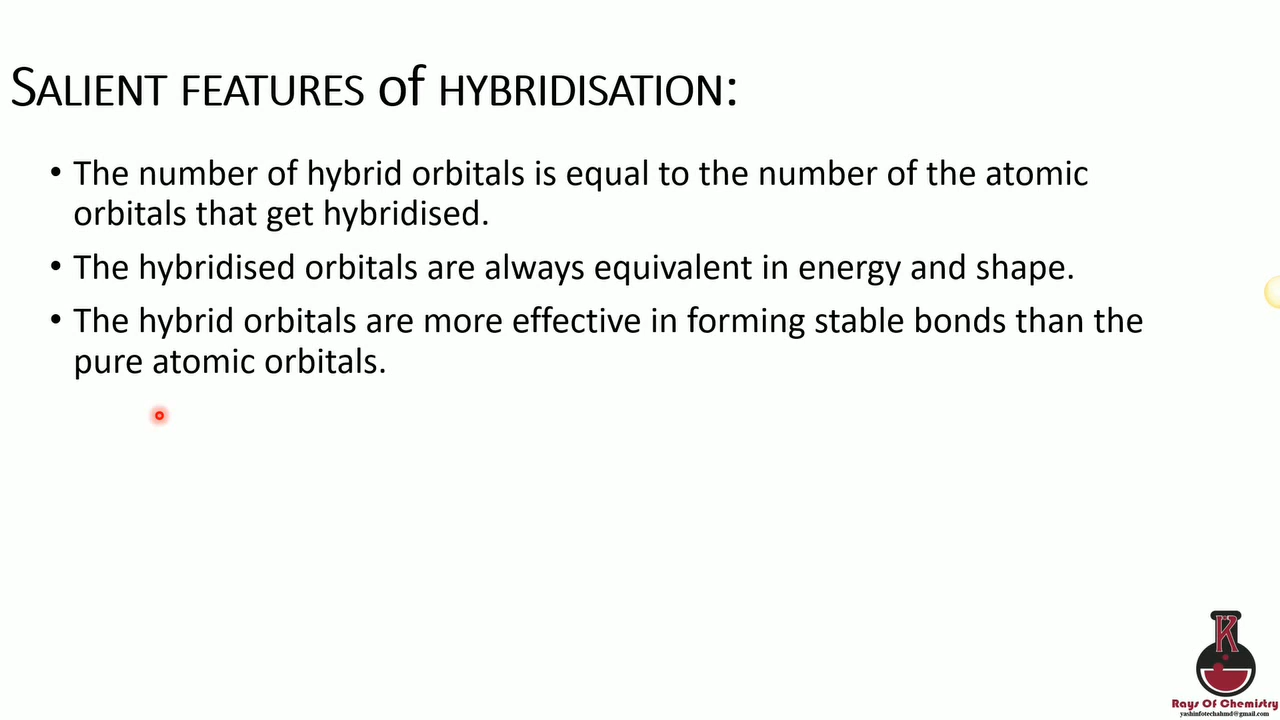 SALIENT FEATURES of HYBRIDISATION:
• The number of hybrid orbitals is equal to the number of the atomic
orbitals that get hybridised.
• The hybridised orbitals are always equivalent in energy and shape.
• The hybrid orbitals are more effective in forming stable bonds than the
pure atomic orbitals.
K
Rays Of Chemistry
yashinfotechahmd@gmail.com